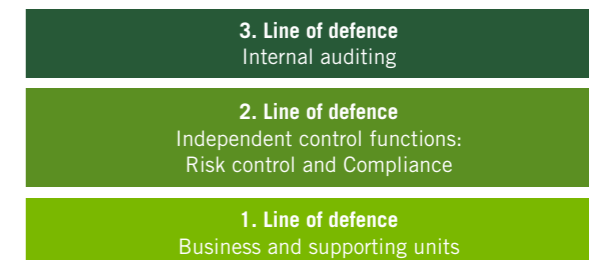 3. Line of defence
Internal auditing
2. Line of defence
Independent control functions:
Risk control and Compliance
1. Line of defence
Business and supporting units